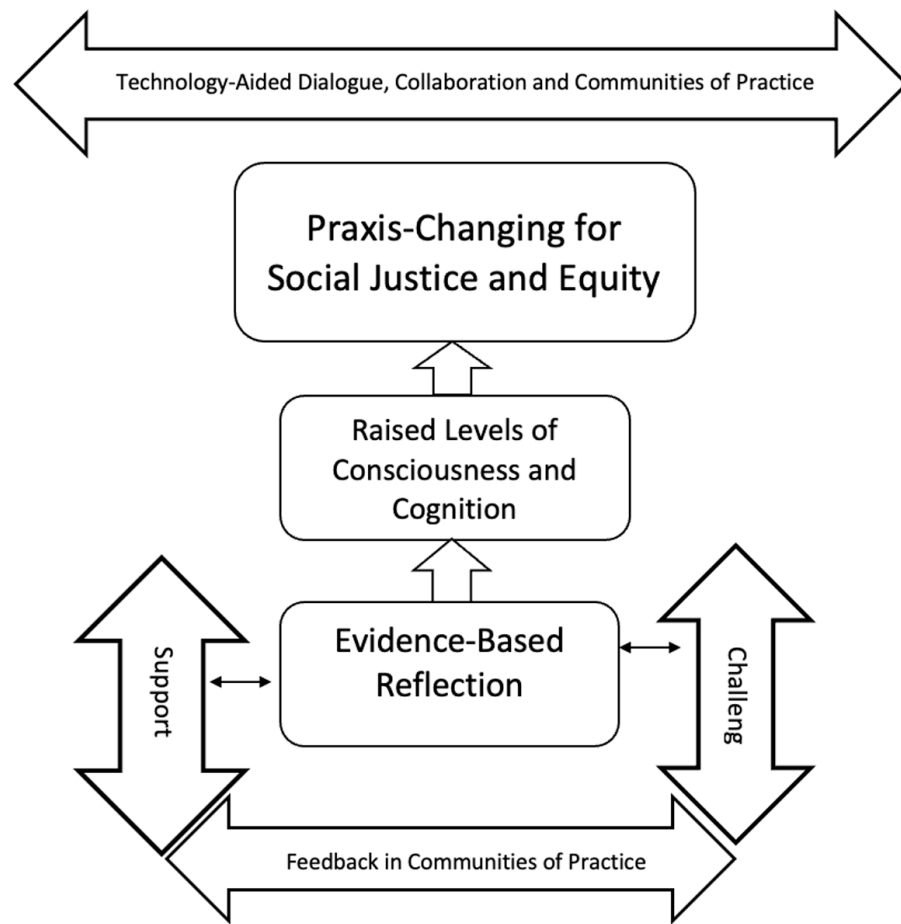 Technology-Aided Dialogue, Collaboration and Communities of Practice
Praxis-Changing for
Social Justice and Equity
Raised Levels of
Consciousness and
Cognition
Support
Evidence-Based
Reflection
Challeng
Feedback in Communities of Practice